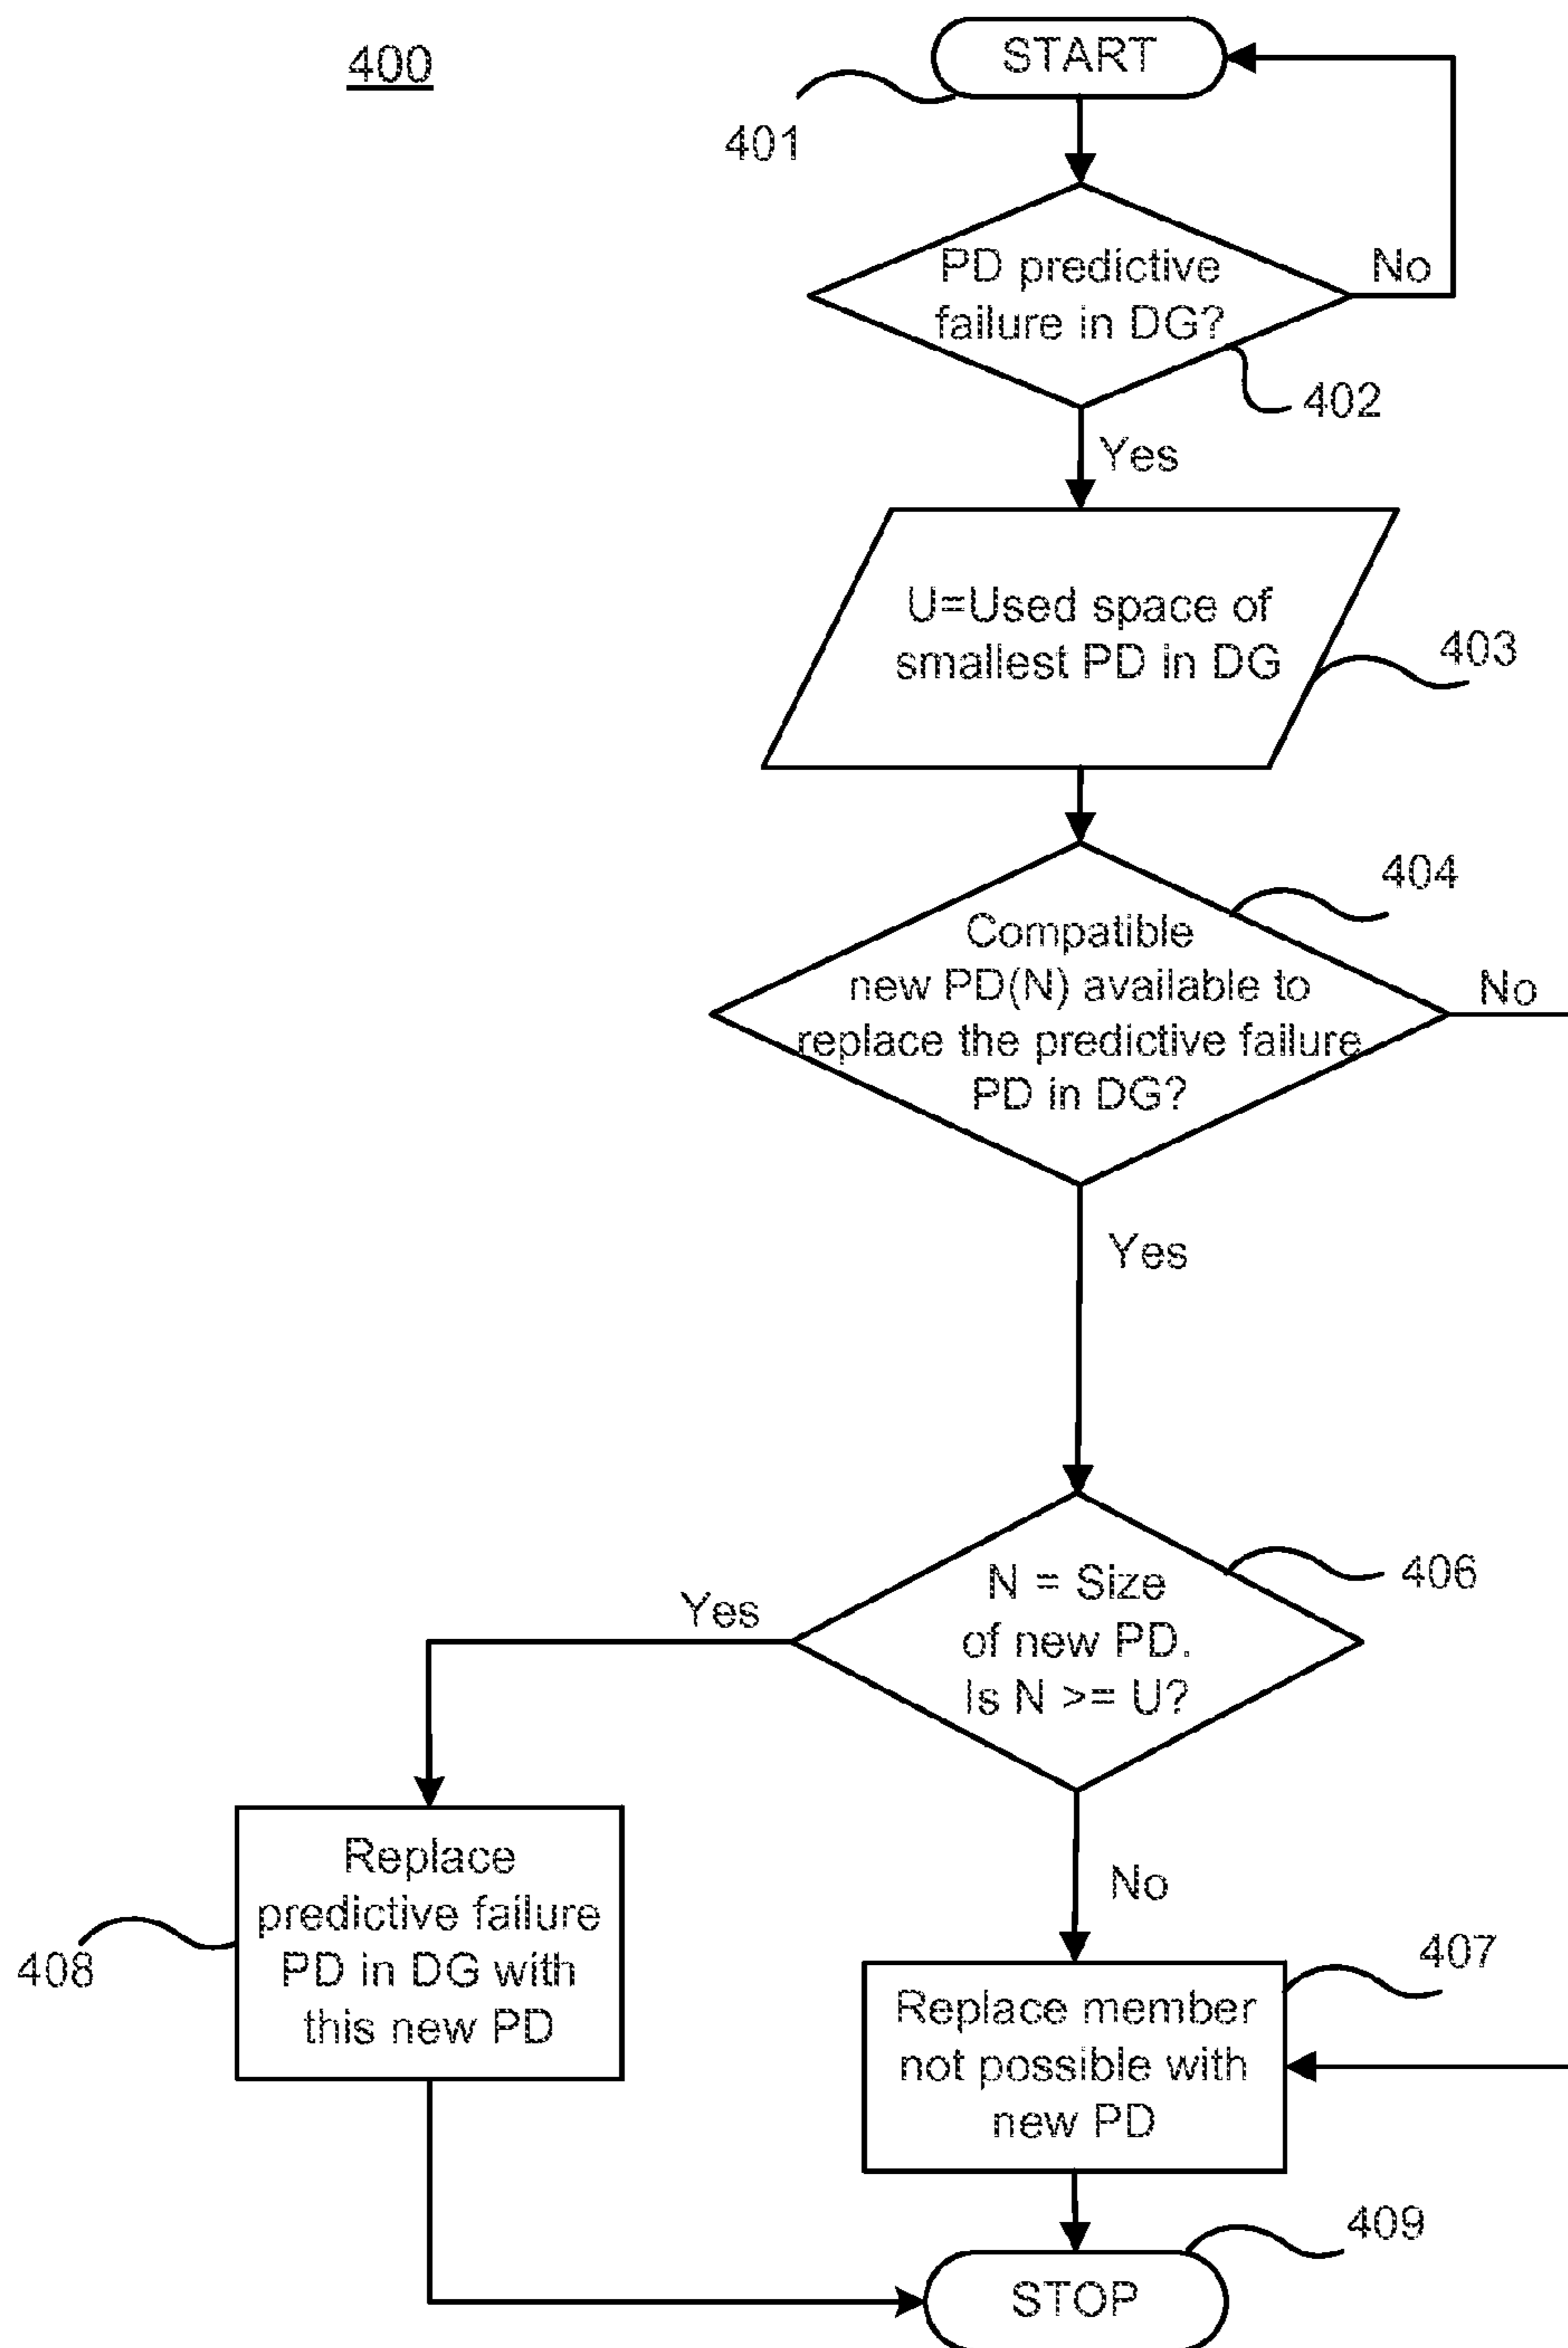 400
START
401
PD predictive
failure in DG?
No
402
Yes
U=Used space of
smallest PD in DG
403
404
Compatible
new PD(N) available to
replace the predictive failure
PD in DG?
No
Yes
406
N = Size
of new PD.
Is N >= U?
Yes
No
Replace
predictive failure
PD in DG with
this new PD
408
407
Replace member
not possible with
new PD
409
STOP